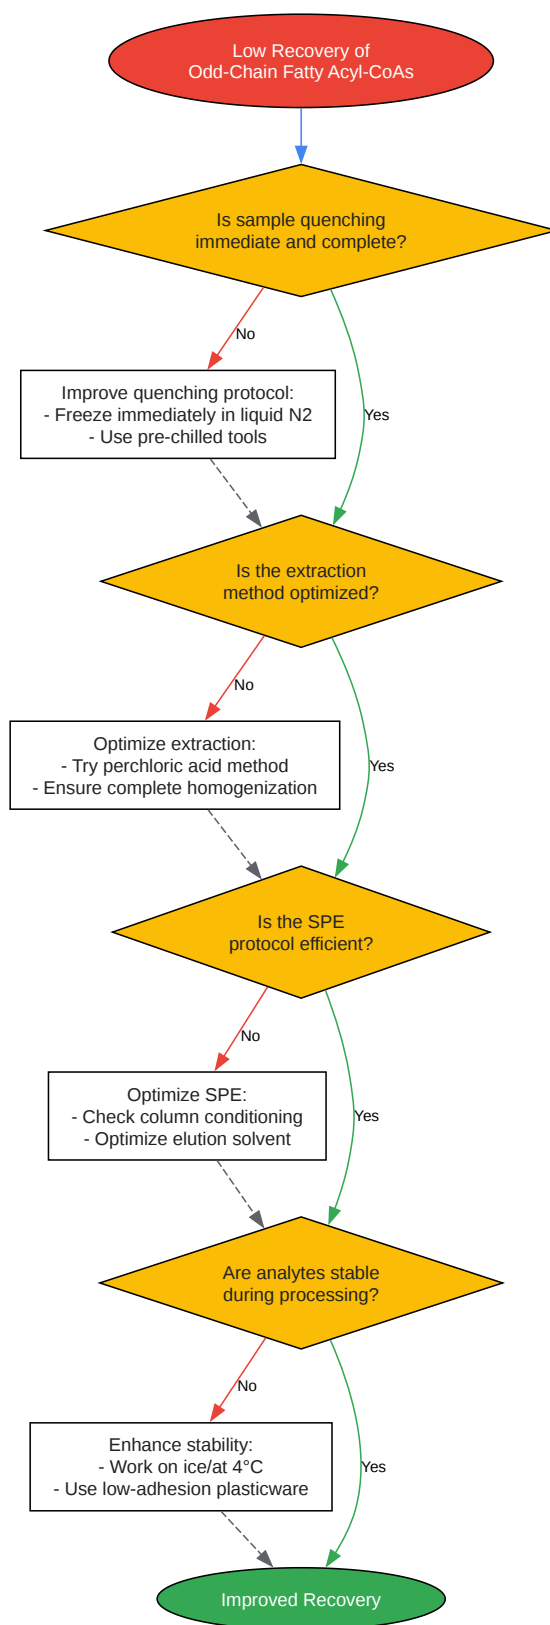 Low Recovery of
Odd-Chain Fatty Acyl-CoAs
Is sample quenching
immediate and complete?
No
Improve quenching protocol:
- Freeze immediately in liquid N2
- Use pre-chilled tools
Yes
Is the extraction
method optimized?
No
Optimize extraction:
- Try perchloric acid method
- Ensure complete homogenization
Yes
Is the SPE
protocol efficient?
No
Optimize SPE:
- Check column conditioning
- Optimize elution solvent
Yes
Are analytes stable
during processing?
No
Enhance stability:
- Work on ice/at 4°C
- Use low-adhesion plasticware
Yes
Improved Recovery